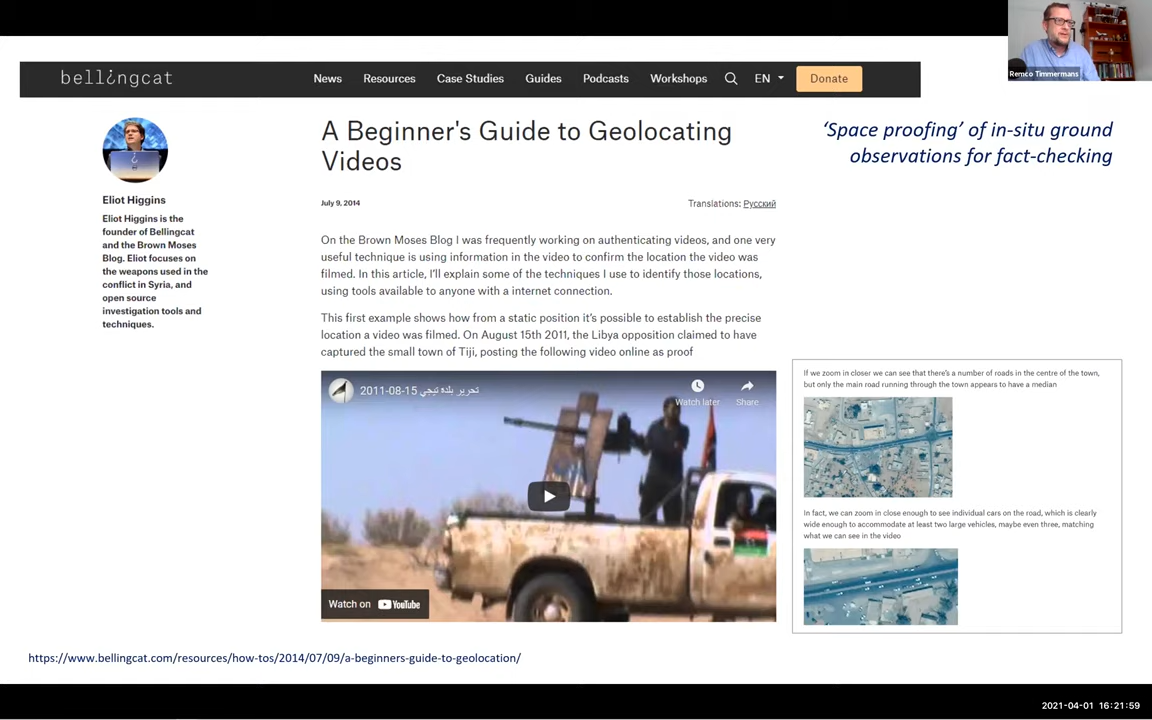 Remco Timmermans
bell¿ngcat
News Resources Case Studies Guides Podcasts Workshops EN Donate
'Space proofing' of in-situ ground
observations for fact-checking
A Beginner's Guide to Geolocating
Videos
July 9, 2014
Translations: Русский
Eliot Higgins
Eliot Higgins is the
founder of Bellingcat
and the Brown Moses
Blog. Eliot focuses on
the weapons used in the
conflict in Syria, and
open source
investigation tools and
techniques.
On the Brown Moses Blog I was frequently working on authenticating videos, and one very
useful technique is using information in the video to confirm the location the video was
filmed. In this article, I'll explain some of the techniques I use to identify those locations,
using tools available to anyone with a internet connection.
This first example shows how from a static position it's possible to establish the precise
location a video was filmed. On August 15th 2011, the Libya opposition claimed to have
captured the small town of Tiji, posting the following video online as proof
تحرير بلده تيجي 15-08-2011
Watch later
Share
Watch on YouTube
If we zoom in closer we can see that there's a number of roads in the centre of the town,
but only the main road running through the town appears to have a median
In fact, we can zoom in close enough to see individual cars on the road, which is clearly
wide enough to accommodate at least two large vehicles, maybe even three, matching
what we can see in the video
https://www.bellingcat.com/resources/how-tos/2014/07/09/a-beginners-guide-to-geolocation/
2021-04-01 16:21:59